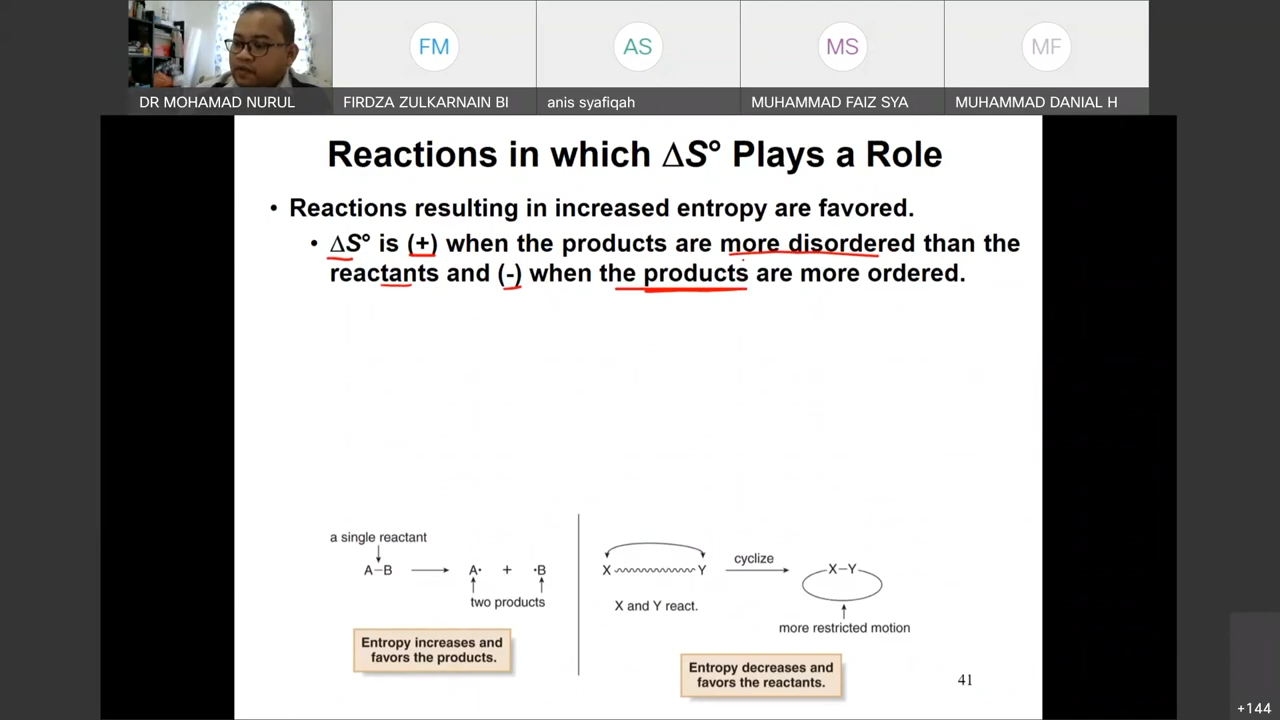 FM
AS
MS
MF
DR MOHAMAD NURUL
FIRDZA ZULKARNAIN BI
anis syafiqah
MUHAMMAD FAIZ SYA
MUHAMMAD DANIAL H
Reactions in which ΔS° Plays a Role
• Reactions resulting in increased entropy are favored.
• ΔS° is (+) when the products are more disordered than the
reactants and (-) when the products are more ordered.
a single reactant
A–B
A· + ·B
two products
Entropy increases and
favors the products.
X Y
cyclize
X–Y
X and Y react.
more restricted motion
Entropy decreases and
favors the reactants.
41
+144